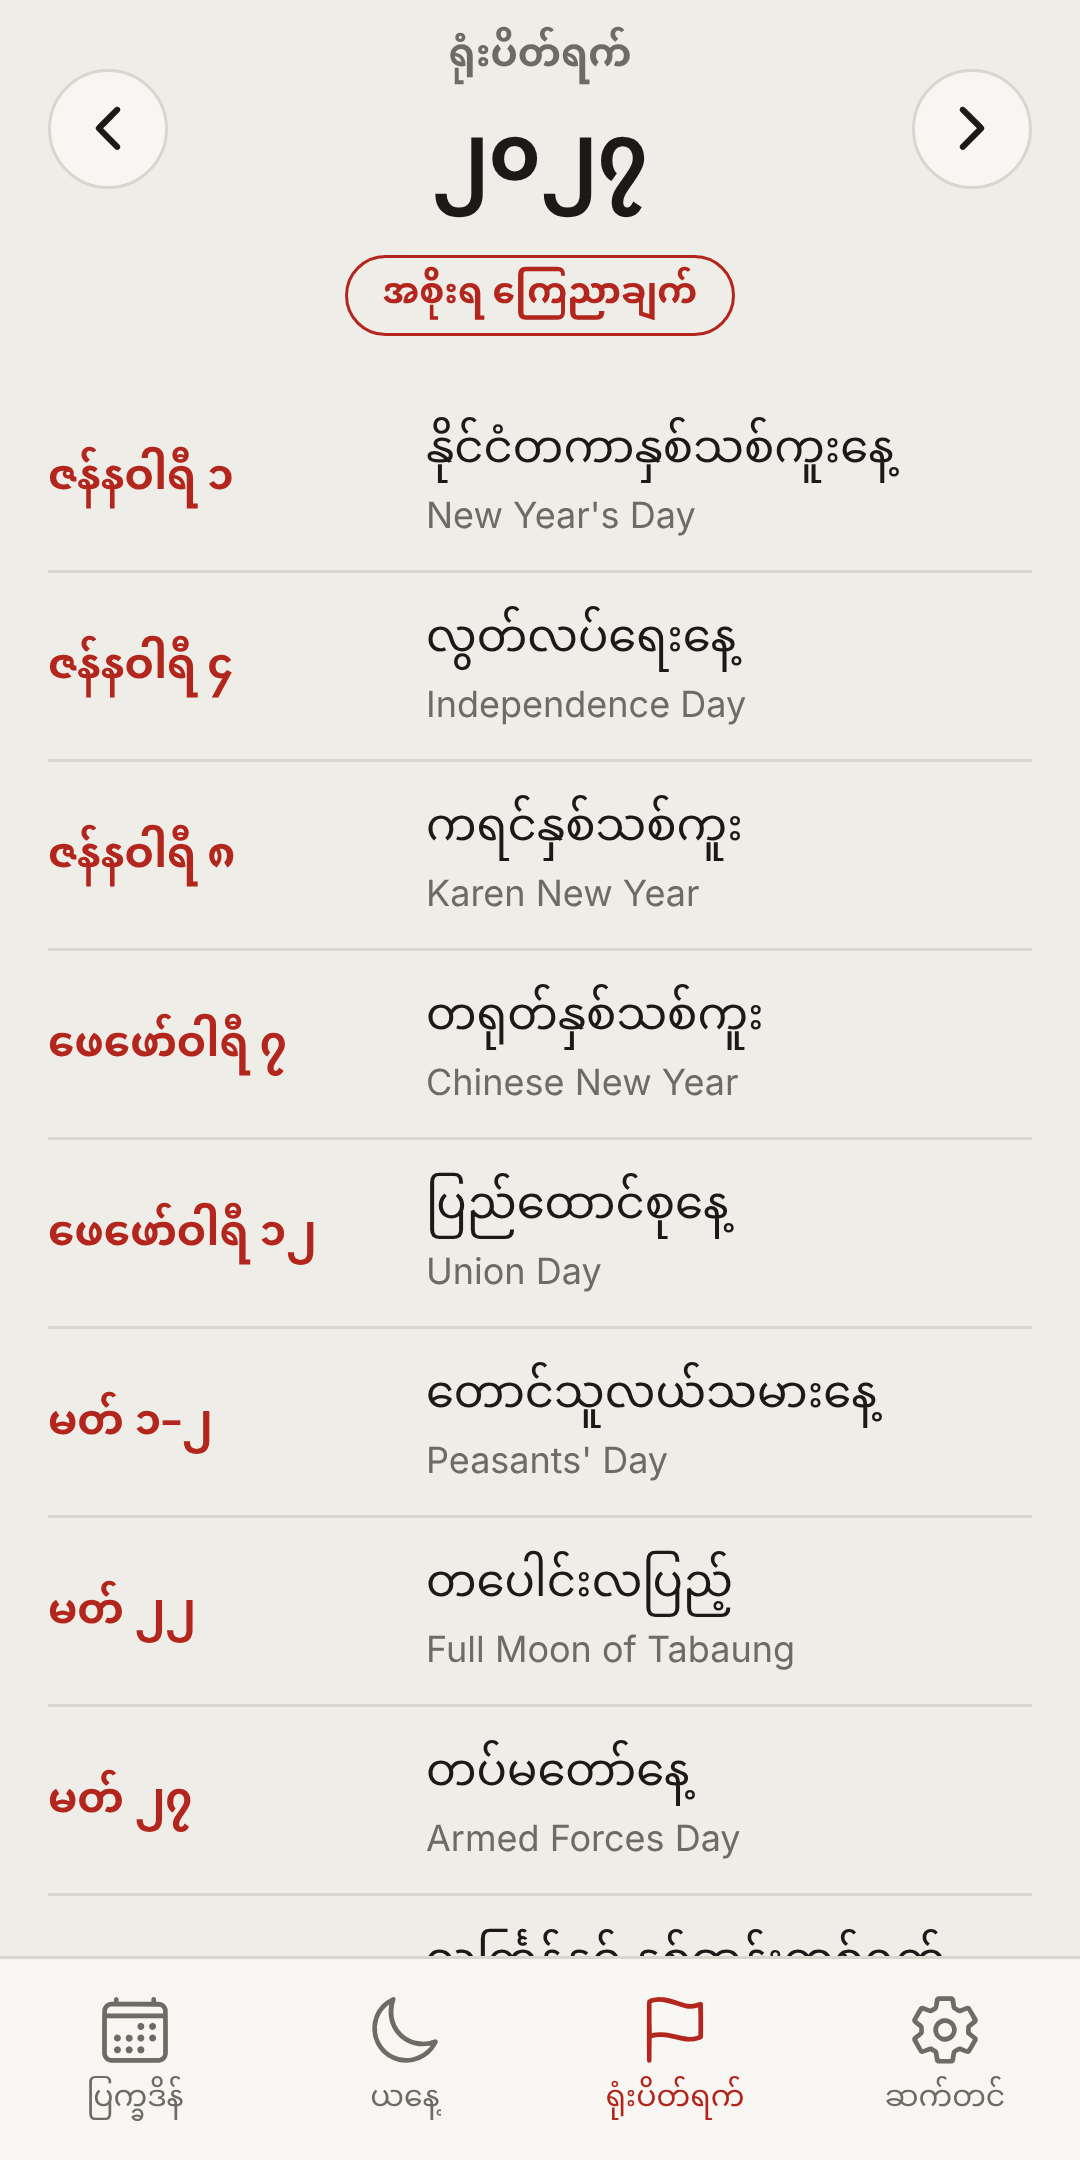 ရုံးပိတ်ရက်
၂၀၂၇
အစိုးရ ကြေညာချက်
ဇန်နဝါရီ ၁
နိုင်ငံတကာနှစ်သစ်ကူးနေ့
New Year's Day
ဇန်နဝါရီ ၄
လွတ်လပ်ရေးနေ့
Independence Day
ဇန်နဝါရီ ၈
ကရင်နှစ်သစ်ကူး
Karen New Year
ဖေဖော်ဝါရီ ၇
တရုတ်နှစ်သစ်ကူး
Chinese New Year
ဖေဖော်ဝါရီ ၁၂
ပြည်ထောင်စုနေ့
Union Day
မတ် ၁–၂
တောင်သူလယ်သမားနေ့
Peasants' Day
မတ် ၂၂
တပေါင်းလပြည့်
Full Moon of Tabaung
မတ် ၂၇
တပ်မတော်နေ့
Armed Forces Day
ပြက္ခဒိန်
ယနေ့
ရုံးပိတ်ရက်
ဆက်တင်